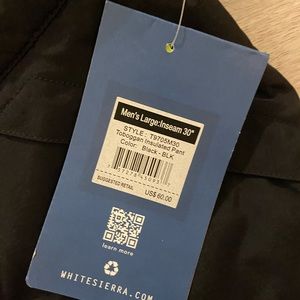 Men's Large:Inseam 30"
STYLE : T9705M30
Toboggan Insulated Pant
Color: Black - BLK
SUGGESTED RETAIL
US$ 60.00
learn more
WHITESIERRA.COM